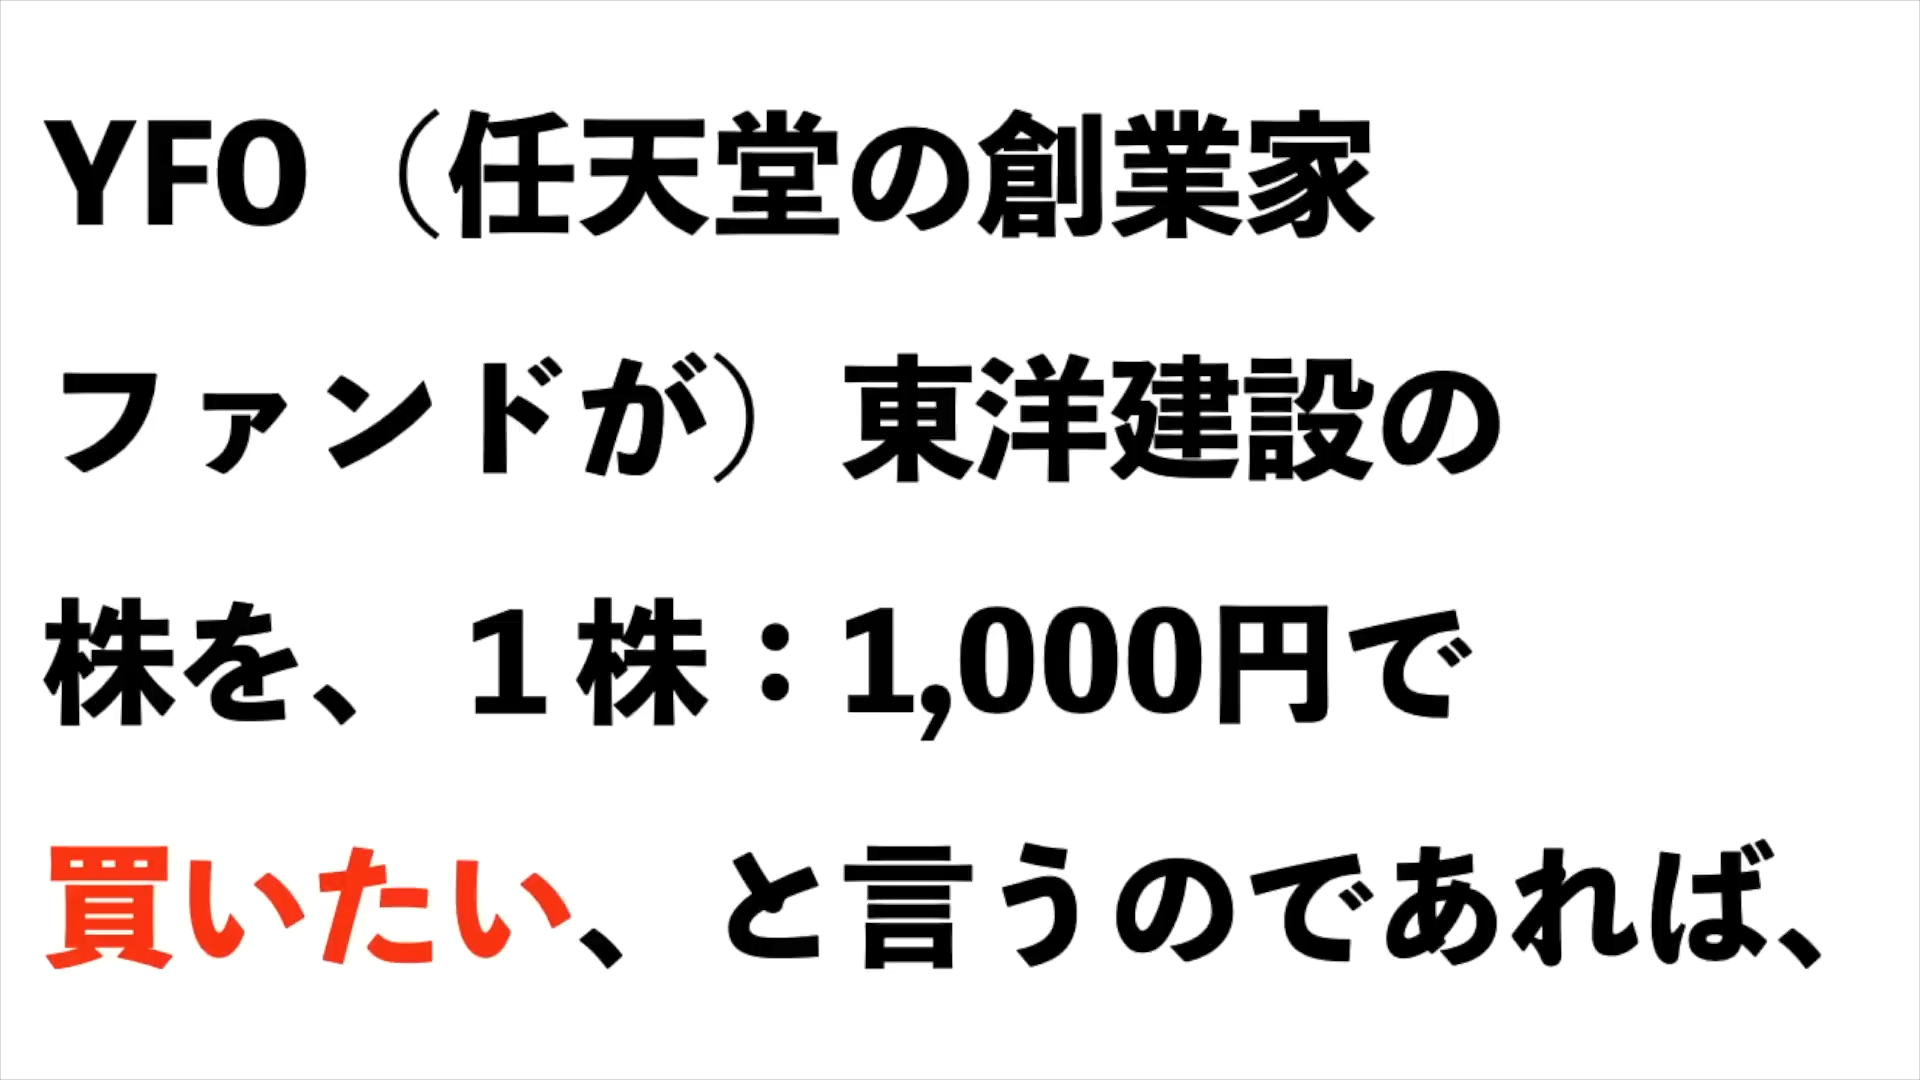 YFO（任天堂の創業家
ファンドが）東洋建設の
株を、１株：1,000円で
買いたい、と言うのであれば、